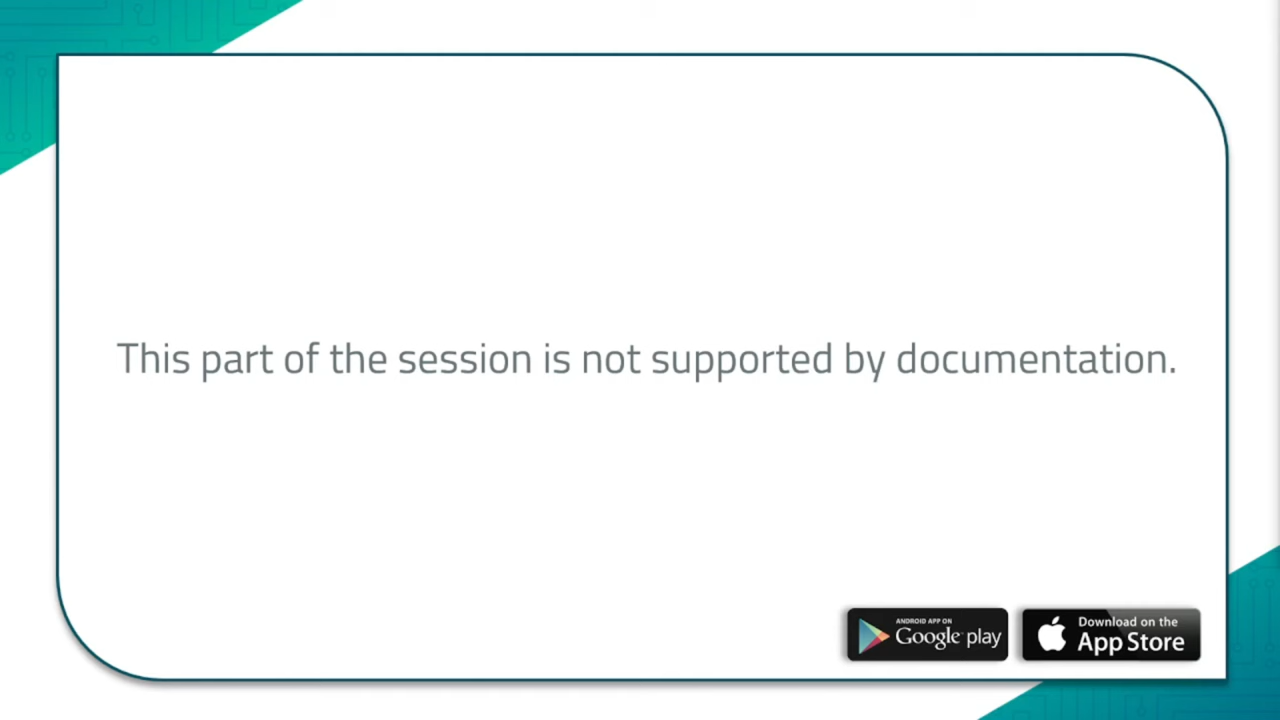 This part of the session is not supported by documentation.
ANDROID APP ON
Google play
Download on the
App Store